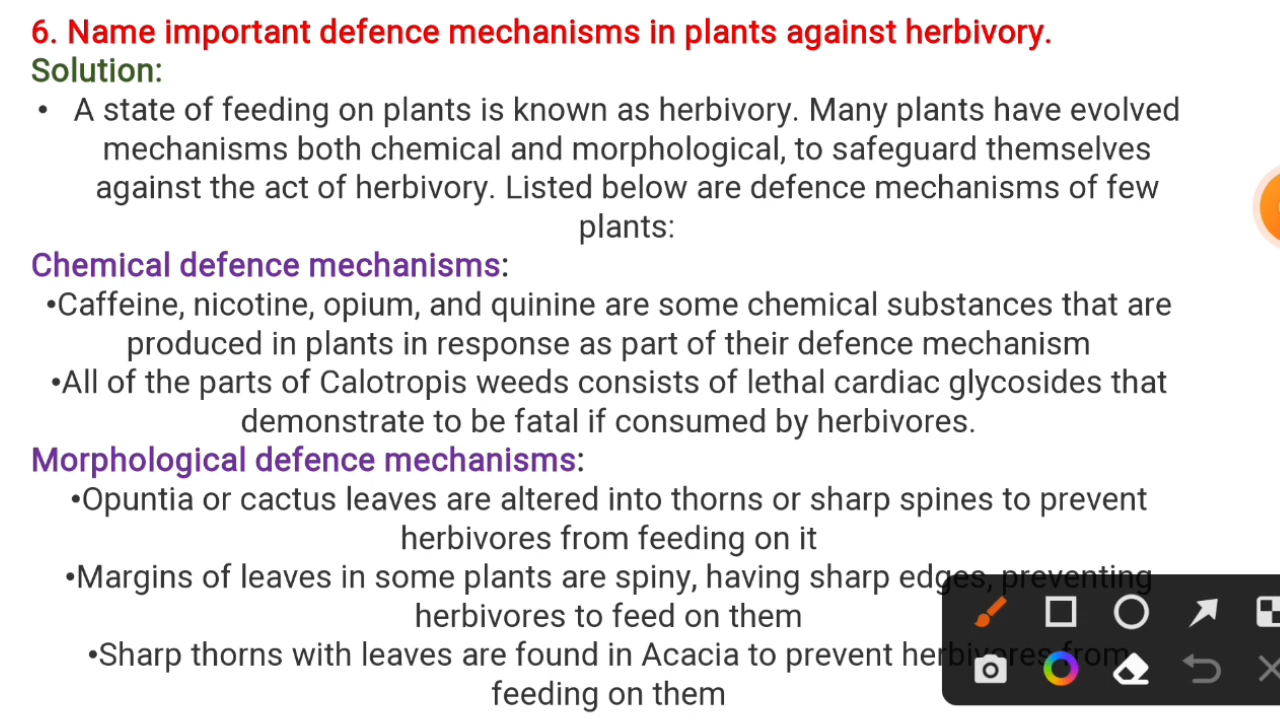 6. Name important defence mechanisms in plants against herbivory.
Solution:
• A state of feeding on plants is known as herbivory. Many plants have evolved
mechanisms both chemical and morphological, to safeguard themselves
against the act of herbivory. Listed below are defence mechanisms of few
plants:
Chemical defence mechanisms:
•Caffeine, nicotine, opium, and quinine are some chemical substances that are
produced in plants in response as part of their defence mechanism
•All of the parts of Calotropis weeds consists of lethal cardiac glycosides that
demonstrate to be fatal if consumed by herbivores.
Morphological defence mechanisms:
•Opuntia or cactus leaves are altered into thorns or sharp spines to prevent
herbivores from feeding on it
•Margins of leaves in some plants are spiny, having sharp edges, preventing
herbivores to feed on them
•Sharp thorns with leaves are found in Acacia to prevent herbivores from
feeding on them